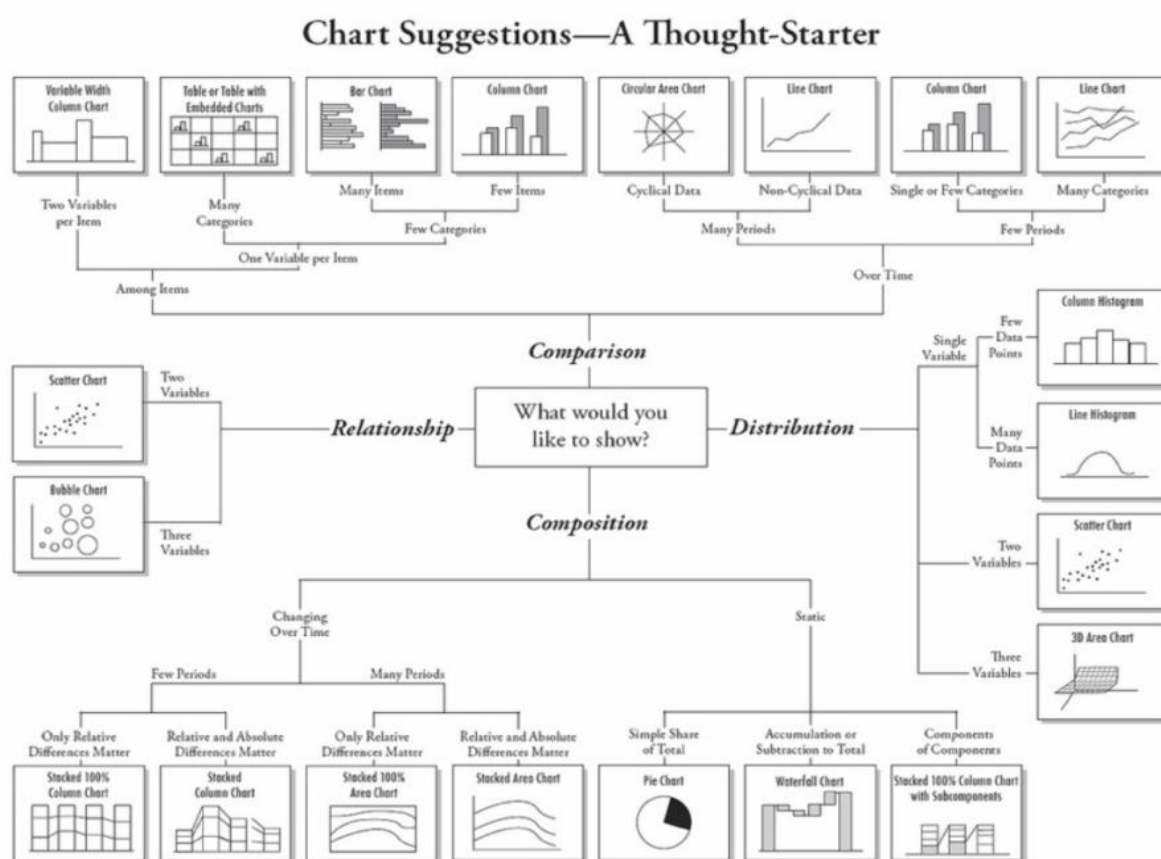 Chart Suggestions—A Thought-Starter
Variable Width
Column Chart
Table or Table with
Embedded Charts
Bar Chart
Column Chart
Circular Area Chart
Line Chart
Column Chart
Line Chart
Two Variables
per Item
Many
Categories
Many Items
Few Items
Cyclical Data
Non-Cyclical Data
Single or Few Categories
Many Categories
Few Categories
Many Periods
Few Periods
One Variable per Item
Over Time
Among Items
Comparison
What would you
like to show?
Relationship
Two
Variables
Scatter Chart
Three
Variables
Bubble Chart
Distribution
Single
Variable
Few
Data
Points
Column Histogram
Many
Data
Points
Line Histogram
Two
Variables
Scatter Chart
Three
Variables
3D Area Chart
Composition
Changing
Over Time
Static
Few Periods
Many Periods
Only Relative
Differences Matter
Relative and Absolute
Differences Matter
Only Relative
Differences Matter
Relative and Absolute
Differences Matter
Simple Share
of Total
Accumulation or
Subtraction to Total
Components
of Components
Stacked 100%
Column Chart
Stacked
Column Chart
Stacked 100%
Area Chart
Stacked Area Chart
Pie Chart
Waterfall Chart
Stacked 100% Column Chart
with Subcomponents